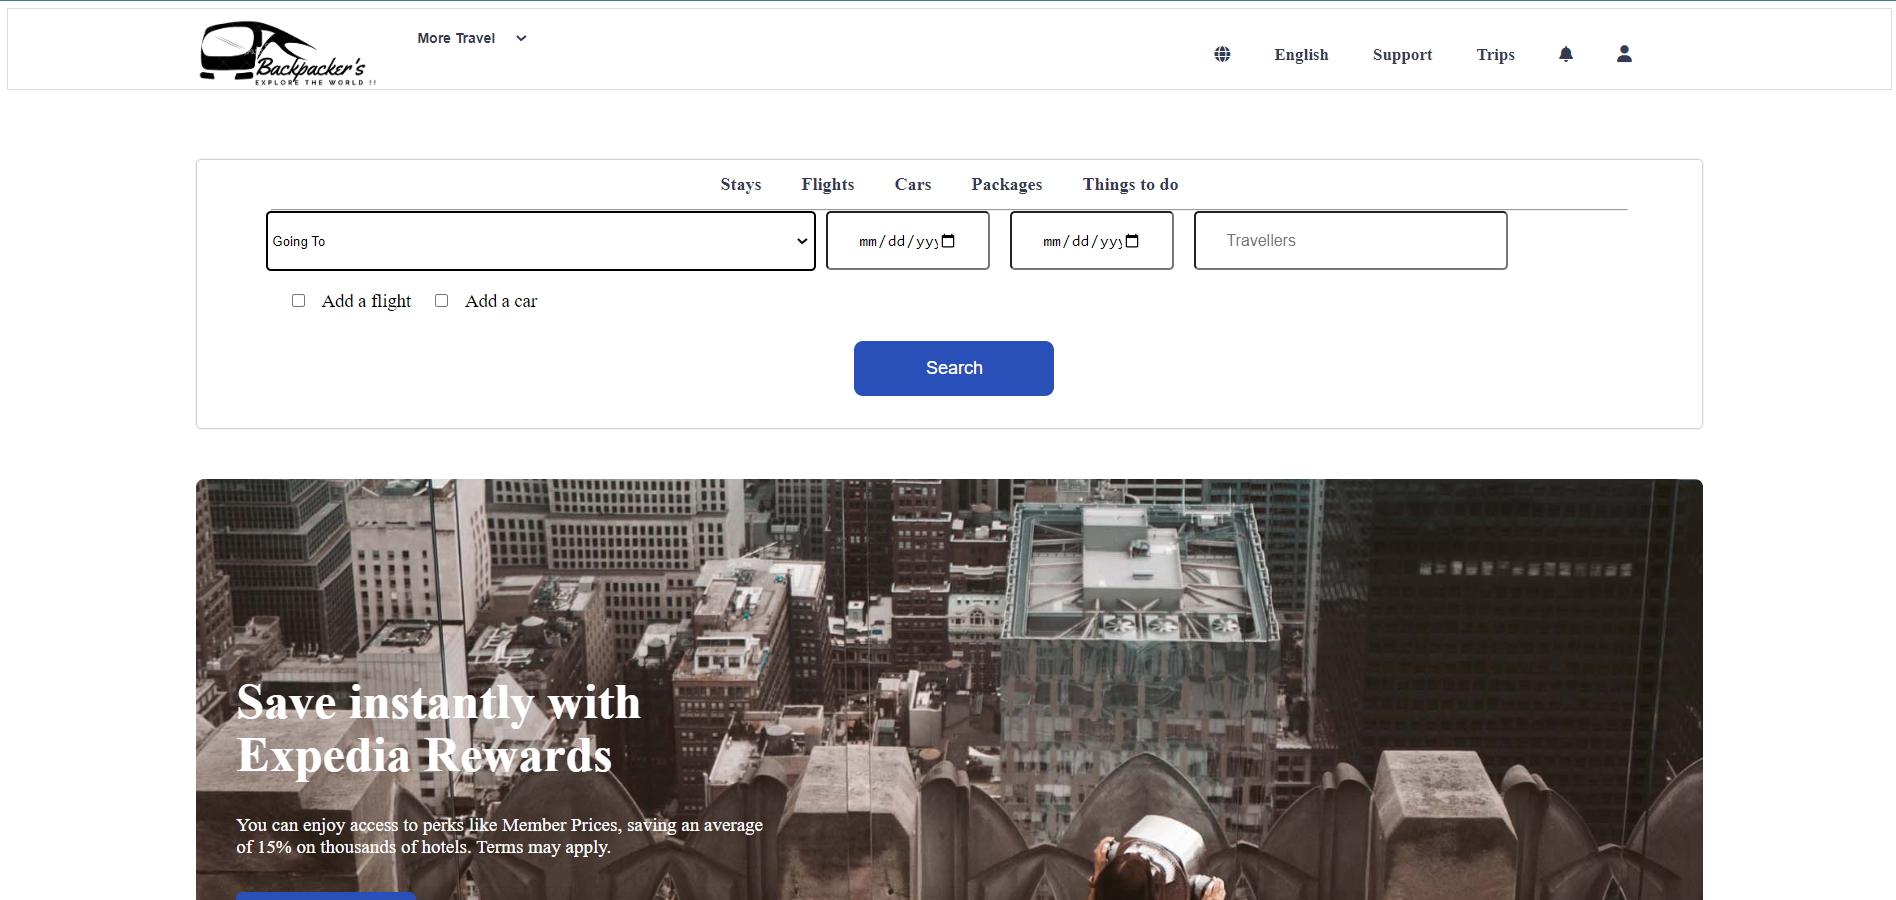 Backpacker's
EXPLORE THE WORLD !!
More Travel
English
Support
Trips
Stays
Flights
Cars
Packages
Things to do
Going To
mm/dd/yyy
mm/dd/yyy
Travellers
Add a flight
Add a car
Search
Save instantly with
Expedia Rewards
You can enjoy access to perks like Member Prices, saving an average
of 15% on thousands of hotels. Terms may apply.